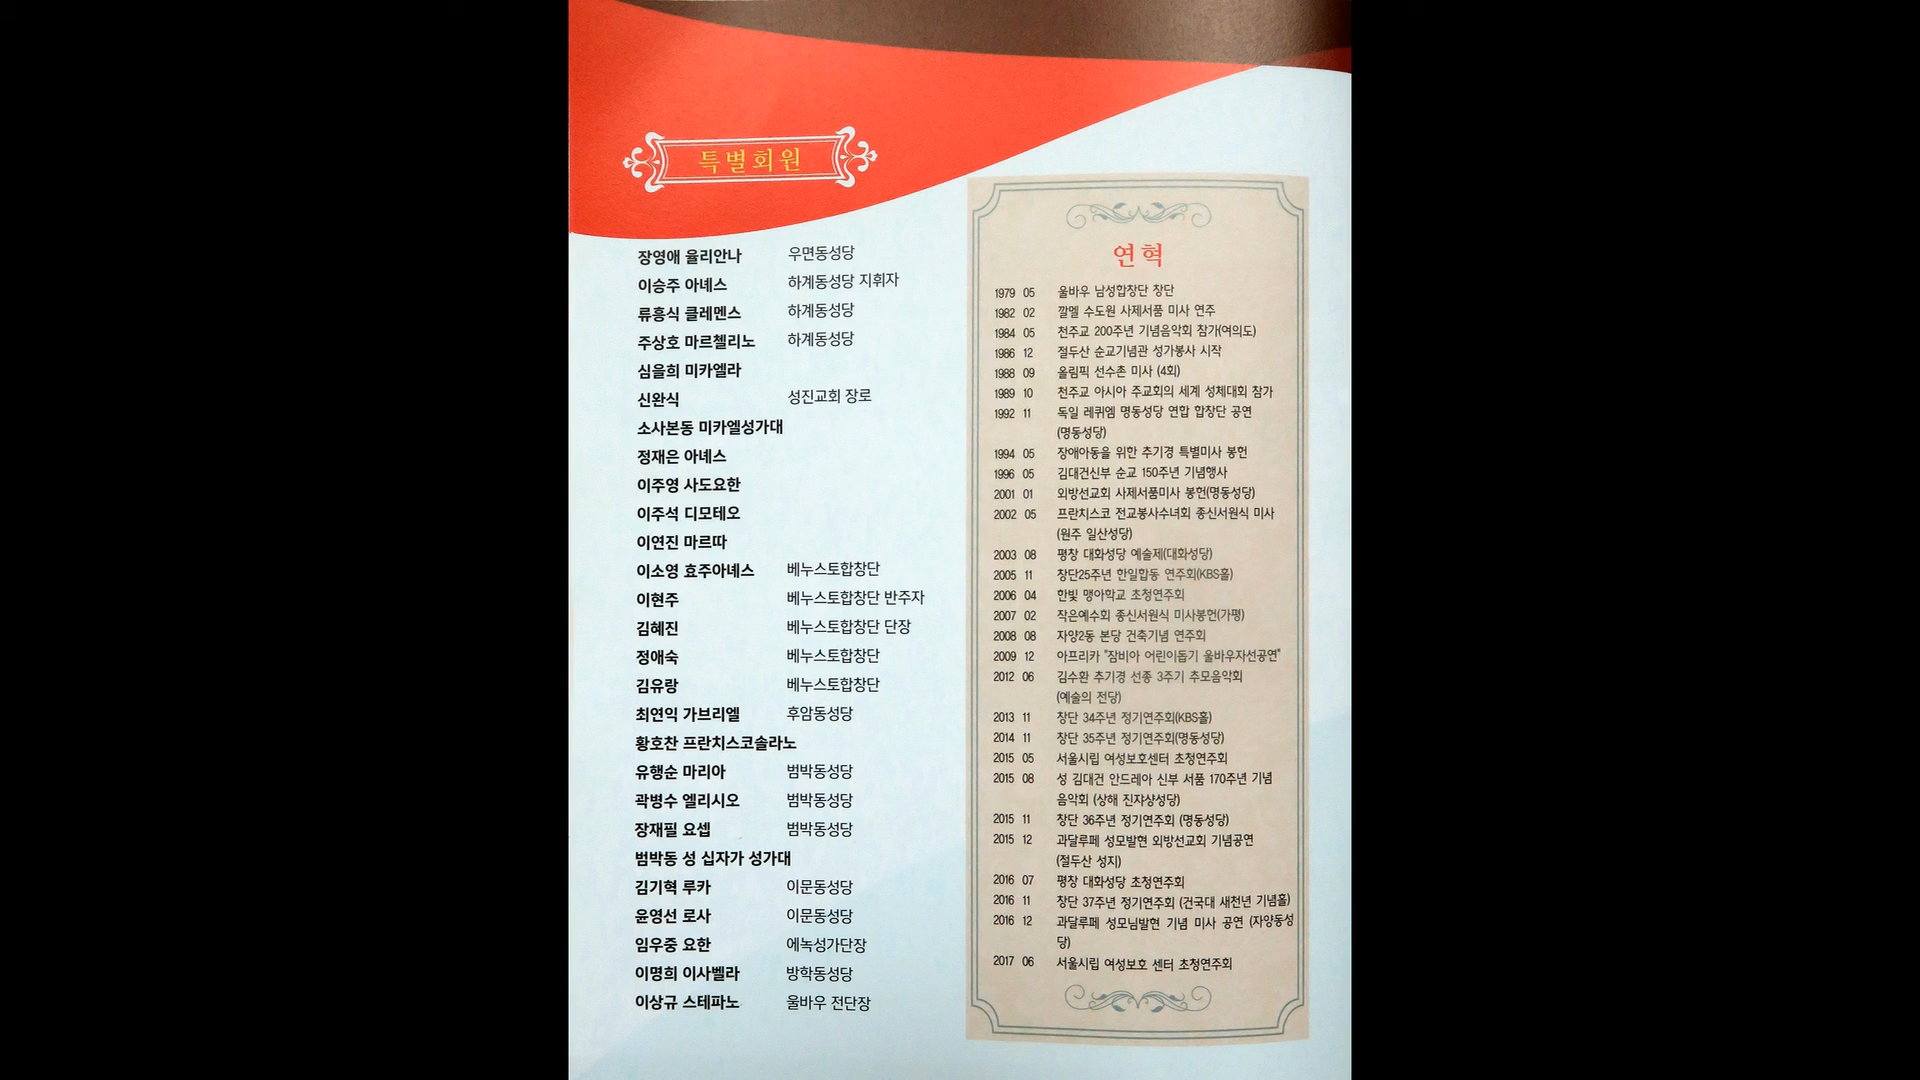 특별회원
장영애 율리안나 우면동성당
이승주 아녜스 하계동성당 지휘자
류흥식 클레멘스 하계동성당
주상호 마르첼리노 하계동성당
심을희 미카엘라
신완식 성진교회 장로
소사본동 미카엘성가대
정재은 아녜스
이주영 사도요한
이주석 디모테오
이연진 마르따
이소영 효주아녜스 베누스토합창단
이현주 베누스토합창단 반주자
김혜진 베누스토합창단 단장
정애숙 베누스토합창단
김유랑 베누스토합창단
최연익 가브리엘 후암동성당
황호찬 프란치스코솔라노
유행순 마리아 범박동성당
곽병수 엘리시오 범박동성당
장재필 요셉 범박동성당
범박동 성 십자가 성가대
김기혁 루카 이문동성당
윤영선 로사 이문동성당
임우중 요한 에녹성가단장
이명희 이사벨라 방학동성당
이상규 스테파노 울바우 전단장
연혁
1979 05 울바우 남성합창단 창단
1982 02 깔멜 수도원 사제서품 미사 연주
1984 05 천주교 200주년 기념음악회 참가(여의도)
1986 12 절두산 순교기념관 성가봉사 시작
1988 09 올림픽 선수촌 미사 (4회)
1989 10 천주교 아시아 주교회의 세계 성체대회 참가
1992 11 독일 레퀴엠 명동성당 연합 합창단 공연
(명동성당)
1994 05 장애아동을 위한 추기경 특별미사 봉헌
1996 05 김대건신부 순교 150주년 기념행사
2001 01 외방선교회 사제서품미사 봉헌(명동성당)
2002 05 프란치스코 전교봉사수녀회 종신서원식 미사
(원주 일산성당)
2003 08 평창 대화성당 예술제(대화성당)
2005 11 창단25주년 한일합동 연주회(KBS홀)
2006 04 한빛 맹아학교 초청연주회
2007 02 작은예수회 종신서원식 미사봉헌(가평)
2008 08 자양2동 본당 건축기념 연주회
2009 12 아프리카 "잠비아 어린이돕기 울바우자선공연"
2012 06 김수환 추기경 선종 3주기 추모음악회
(예술의 전당)
2013 11 창단 34주년 정기연주회(KBS홀)
2014 11 창단 35주년 정기연주회(명동성당)
2015 05 서울시립 여성보호센터 초청연주회
2015 08 성 김대건 안드레아 신부 서품 170주년 기념
음악회 (상해 진쟈샹성당)
2015 11 창단 36주년 정기연주회 (명동성당)
2015 12 과달루페 성모발현 외방선교회 기념공연
(절두산 성지)
2016 07 평창 대화성당 초청연주회
2016 11 창단 37주년 정기연주회 (건국대 새천년 기념홀)
2016 12 과달루페 성모님발현 기념 미사 공연 (자양동성
당)
2017 06 서울시립 여성보호 센터 초청연주회